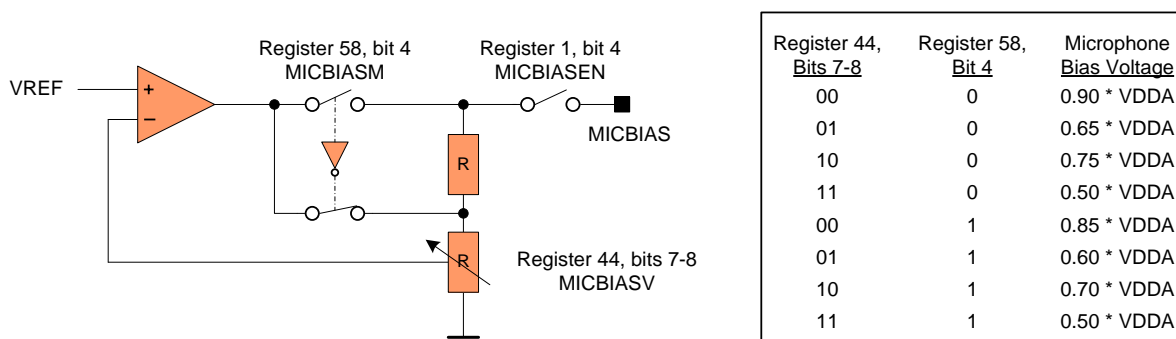 Register 58, bit 4
MICBIASM
Register 1, bit 4
MICBIASEN
VREF
+
−
MICBIAS
R
R
Register 44, bits 7-8
MICBIASV
Register 44, Register 58, Microphone
Bits 7-8 Bit 4 Bias Voltage
00 0 0.90 * VDDA
01 0 0.65 * VDDA
10 0 0.75 * VDDA
11 0 0.50 * VDDA
00 1 0.85 * VDDA
01 1 0.60 * VDDA
10 1 0.70 * VDDA
11 1 0.50 * VDDA